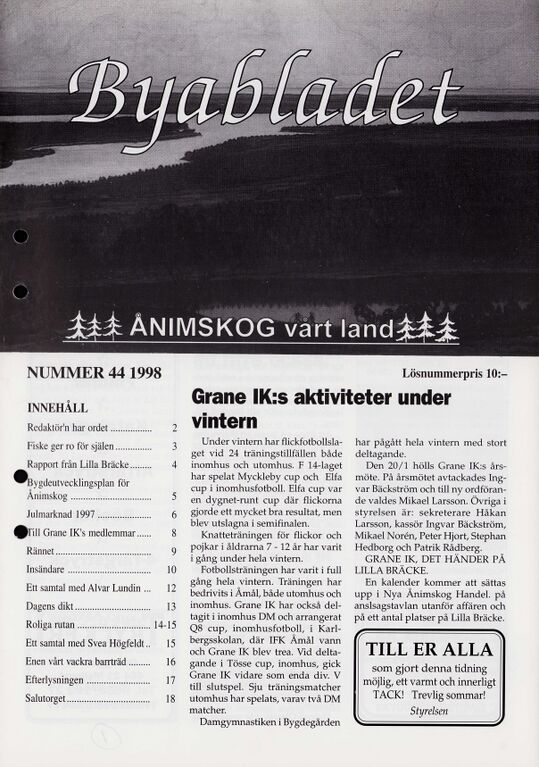 Byabladet
ÅNIMSKOG vårt land
NUMMER 44 1998
Lösnummerpris 10:–
INNEHÅLL
Redaktör'n har ordet ................ 2
Fiske ger ro för själen.............. 3
Rapport från Lilla Bräcke........ 4
Bygdeutvecklingsplan för
Ånimskog ............................ 5
Julmarknad 1997 .................... 6
Till Grane IK's medlemmar...... 8
Rännet................................. 9
Insändare ............................ 10
Ett samtal med Alvar Lundin ... 12
Dagens dikt.......................... 13
Roliga rutan .................... 14-15
Ett samtal med Svea Högfeldt .. 15
Enen vårt vackra barrträd ........ 16
Efterlysningen ...................... 17
Salutorget............................ 18
Grane IK:s aktiviteter under
vintern
Under vintern har flickfotbollsla-
get vid 24 träningstillfällen både
inomhus och utomhus. F 14-laget
har spelat Myckleby cup och Elfa
cup i inomhusfotboll. Elfa cup var
en dygnet-runt cup där flickorna
gjorde ett mycket bra resultat, men
blev utslagna i semifinalen.
Knatteträningen för flickor och
pojkar i åldrarna 7 - 12 år har varit
i gång under hela vintern.
Fotbollsträningen har varit i full
gång hela vintern. Träningen har
bedrivits i Åmål, både utomhus och
inomhus. Grane IK har också del-
tagit i inomhus DM och arrangerat
Q8 cup, inomhusfotboll, i Karl-
bergsskolan, där IFK Åmål vann
och Grane IK blev trea. Vid delta-
gande i Tösse cup, inomhus, gick
Grane IK vidare som enda div. V
till slutspel. Sju träningsmatcher
utomhus har spelats, varav två DM
matcher.
Damgymnastiken i Bygdegården
har pågått hela vintern med stort
deltagande.
Den 20/1 hölls Grane IK:s års-
möte. På årsmötet avtackades Ing-
var Bäckström och till ny ordföran-
de valdes Mikael Larsson. Övriga i
styrelsen är: sekreterare Håkan
Larsson, kassör Ingvar Bäckström,
Mikael Norén, Peter Hjort, Stephan
Hedborg och Patrik Rådberg.
GRANE IK, DET HÄNDER PÅ
LILLA BRÄCKE.
En kalender kommer att sättas
upp i Nya Ånimskog Handel. på
anslsagstavlan utanför affären och
på ett antal platser på Lilla Bräcke.
TILL ER ALLA
som gjort denna tidning
möjlig, ett varmt och innerligt
TACK! Trevlig sommar!
Styrelsen